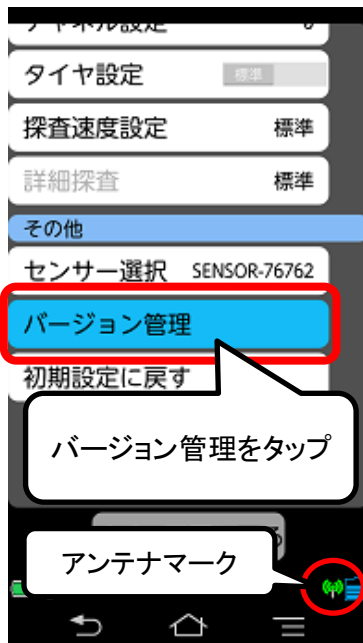 タイヤ設定 標準
探査速度設定 標準
詳細探査 標準
その他
センサー選択 SENSOR-76762
バージョン管理
初期設定に戻す
バージョン管理をタップ
アンテナマーク